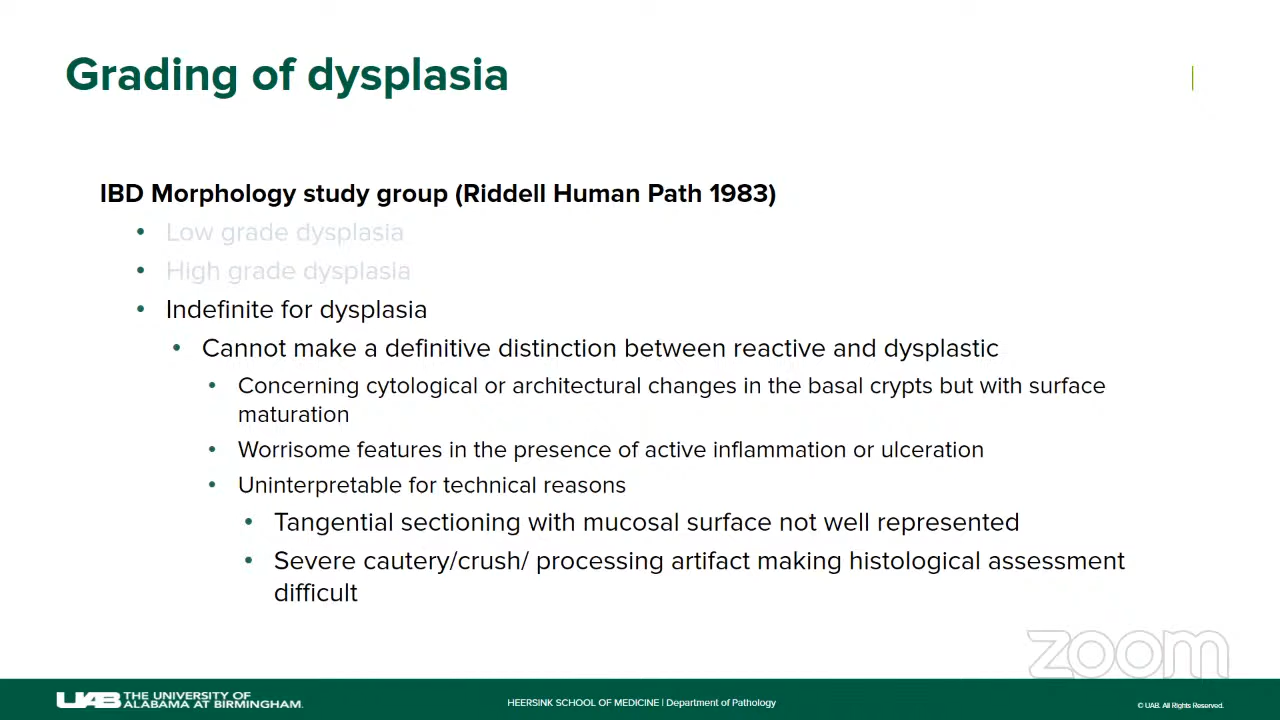 Grading of dysplasia
IBD Morphology study group (Riddell Human Path 1983)
• Low grade dysplasia
• High grade dysplasia
• Indefinite for dysplasia
• Cannot make a definitive distinction between reactive and dysplastic
• Concerning cytological or architectural changes in the basal crypts but with surface
maturation
• Worrisome features in the presence of active inflammation or ulceration
• Uninterpretable for technical reasons
• Tangential sectioning with mucosal surface not well represented
• Severe cautery/crush/ processing artifact making histological assessment
difficult
zoom
UAB THE UNIVERSITY OF
ALABAMA AT BIRMINGHAM.
HEERSINK SCHOOL OF MEDICINE | Department of Pathology
© UAB. All Rights Reserved.